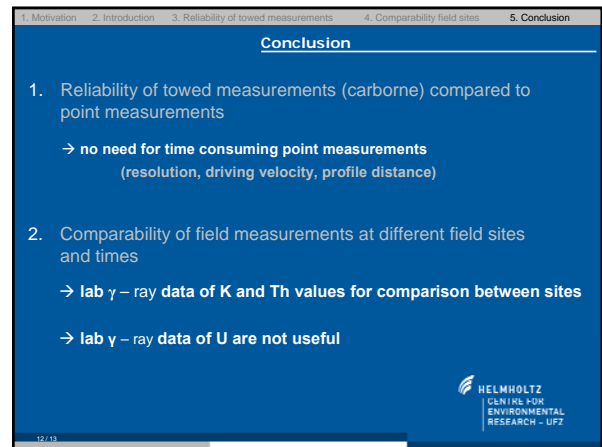 1. Motivation 2. Introduction 3. Reliability of towed measurements 4. Comparability field sites 5. Conclusion
Conclusion
1. Reliability of towed measurements (carborne) compared to
point measurements
→ no need for time consuming point measurements
(resolution, driving velocity, profile distance)
2. Comparability of field measurements at different field sites
and times
→ lab γ – ray data of K and Th values for comparison between sites
→ lab γ – ray data of U are not useful
HELMHOLTZ
CENTRE FOR
ENVIRONMENTAL
RESEARCH – UFZ
12 / 13